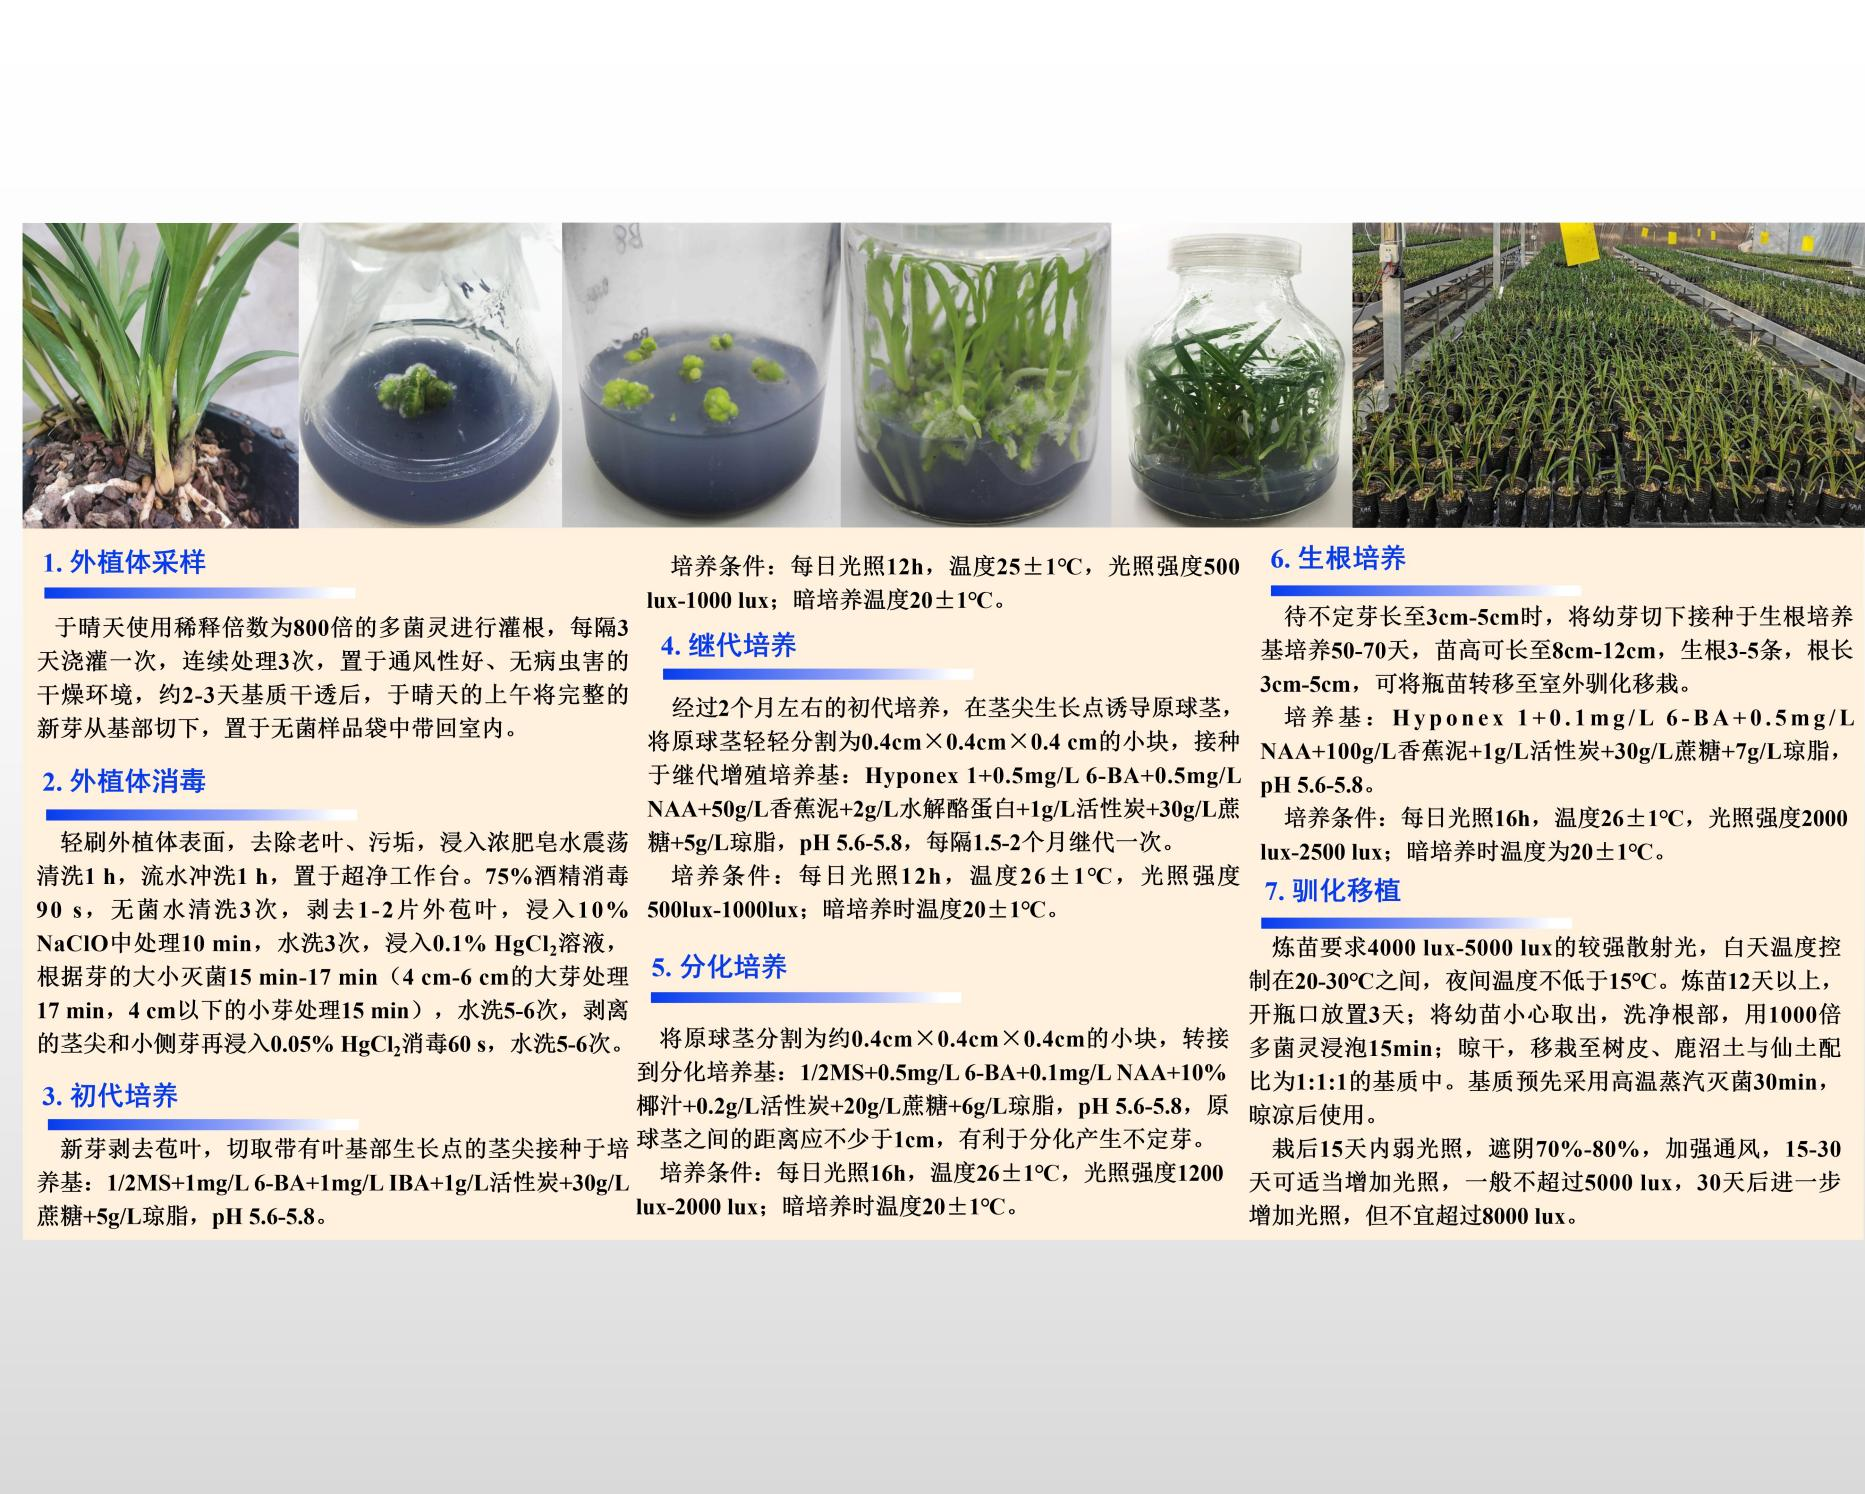 1. 外植体采样
于晴天使用稀释倍数为800倍的多菌灵进行灌根，每隔3
天浇灌一次，连续处理3次，置于通风性好、无病虫害的
干燥环境，约2-3天基质干透后，于晴天的上午将完整的
新芽从基部切下，置于无菌样品袋中带回室内。
2. 外植体消毒
轻刷外植体表面，去除老叶、污垢，浸入浓肥皂水震荡
清洗1 h，流水冲洗1 h，置于超净工作台。75%酒精消毒
90 s，无菌水清洗3次，剥去1-2片外苞叶，浸入10%
NaClO中处理10 min，水洗3次，浸入0.1% HgCl₂溶液，
根据芽的大小灭菌15 min-17 min（4 cm-6 cm的大芽处理
17 min，4 cm以下的小芽处理15 min），水洗5-6次，剥离
的茎尖和小侧芽再浸入0.05% HgCl₂消毒60 s，水洗5-6次。
3. 初代培养
新芽剥去苞叶，切取带有叶基部生长点的茎尖接种于培
养基：1/2MS+1mg/L 6-BA+1mg/L IBA+1g/L活性炭+30g/L
蔗糖+5g/L琼脂，pH 5.6-5.8。
培养条件：每日光照12h，温度25±1℃，光照强度500
lux-1000 lux；暗培养温度20±1℃。
4. 继代培养
经过2个月左右的初代培养，在茎尖生长点诱导原球茎，
将原球茎轻轻分割为0.4cm×0.4cm×0.4 cm的小块，接种
于继代增殖培养基：Hyponex 1+0.5mg/L 6-BA+0.5mg/L
NAA+50g/L香蕉泥+2g/L水解酪蛋白+1g/L活性炭+30g/L蔗
糖+5g/L琼脂，pH 5.6-5.8，每隔1.5-2个月继代一次。
培养条件：每日光照12h，温度26±1℃，光照强度
500lux-1000lux；暗培养时温度20±1℃。
5. 分化培养
将原球茎分割为约0.4cm×0.4cm×0.4cm的小块，转接
到分化培养基：1/2MS+0.5mg/L 6-BA+0.1mg/L NAA+10%
椰汁+0.2g/L活性炭+20g/L蔗糖+6g/L琼脂，pH 5.6-5.8，原
球茎之间的距离应不少于1cm，有利于分化产生不定芽。
培养条件：每日光照16h，温度26±1℃，光照强度1200
lux-2000 lux；暗培养时温度20±1℃。
6. 生根培养
待不定芽长至3cm-5cm时，将幼芽切下接种于生根培养
基培养50-70天，苗高可长至8cm-12cm，生根3-5条，根长
3cm-5cm，可将瓶苗转移至室外驯化移栽。
培养基：Hyponex 1+0.1mg/L 6-BA+0.5mg/L
NAA+100g/L香蕉泥+1g/L活性炭+30g/L蔗糖+7g/L琼脂，
pH 5.6-5.8。
培养条件：每日光照16h，温度26±1℃，光照强度2000
lux-2500 lux；暗培养时温度为20±1℃。
7. 驯化移植
炼苗要求4000 lux-5000 lux的较强散射光，白天温度控
制在20-30℃之间，夜间温度不低于15℃。炼苗12天以上，
开瓶口放置3天；将幼苗小心取出，洗净根部，用1000倍
多菌灵浸泡15min；晾干，移栽至树皮、鹿沼土与仙土配
比为1:1:1的基质中。基质预先采用高温蒸汽灭菌30min，
晾凉后使用。
栽后15天内弱光照，遮阴70%-80%，加强通风，15-30
天可适当增加光照，一般不超过5000 lux，30天后进一步
增加光照，但不宜超过8000 lux。